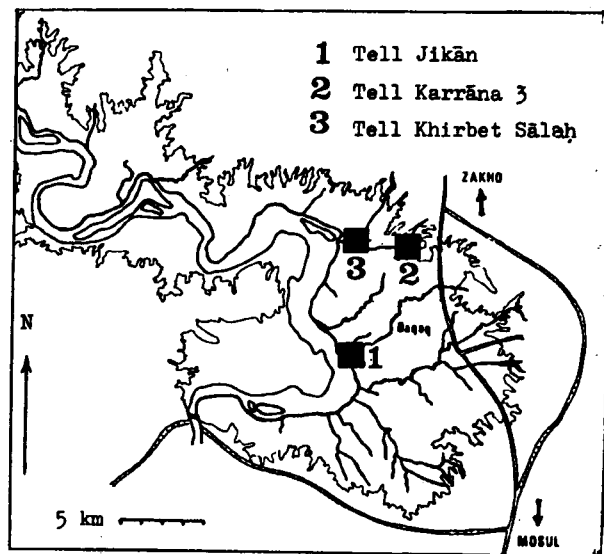 1 Tell Jikān
2 Tell Karrāna 3
3 Tell Khirbet Sālaḥ
ZAKHO
3
2
N
Baqaq
1
5 km
MOSUL